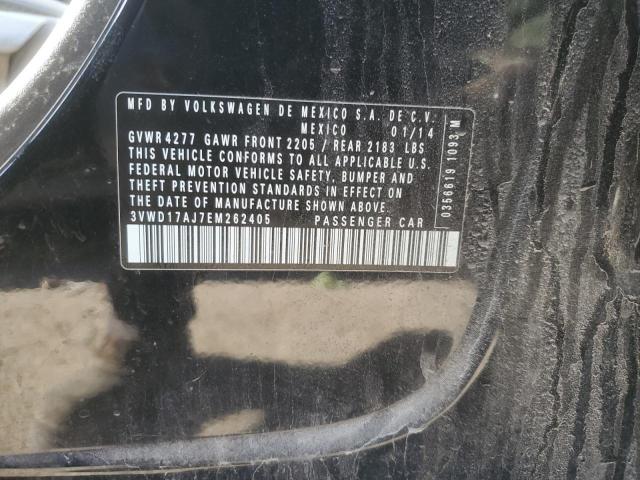 MFD BY VOLKSWAGEN DE MEXICO S.A. DE C.V.
MEXICO 01/14
GVWR 4277 GAWR FRONT 2205 / REAR 2183 LBS
THIS VEHICLE CONFORMS TO ALL APPLICABLE U.S.
FEDERAL MOTOR VEHICLE SAFETY, BUMPER AND
THEFT PREVENTION STANDARDS IN EFFECT ON
THE DATE OF MANUFACTURE SHOWN ABOVE.
3VWD17AJ7EM262405 PASSENGER CAR
0356619 1093 M